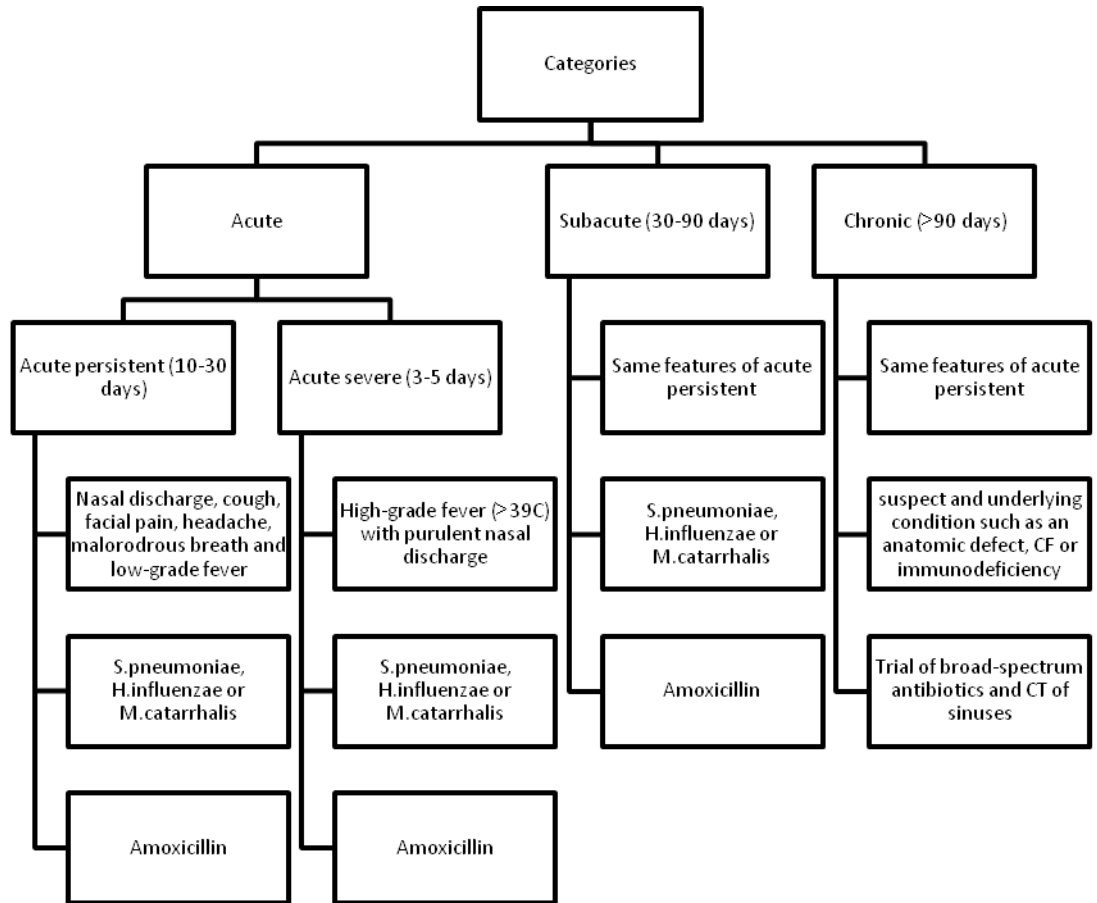 Categories
Acute
Subacute (30-90 days)
Chronic (>90 days)
Acute persistent (10-30
days)
Acute severe (3-5 days)
Same features of acute
persistent
Same features of acute
persistent
Nasal discharge, cough,
facial pain, headache,
malorodrous breath and
low-grade fever
High-grade fever (>39C)
with purulent nasal
discharge
S.pneumoniae,
H.influenzae or
M.catarrhalis
suspect and underlying
condition such as an
anatomic defect, CF or
immunodeficiency
S.pneumoniae,
H.influenzae or
M.catarrhalis
S.pneumoniae,
H.influenzae or
M.catarrhalis
Amoxicillin
Trial of broad-spectrum
antibiotics and CT of
sinuses
Amoxicillin
Amoxicillin